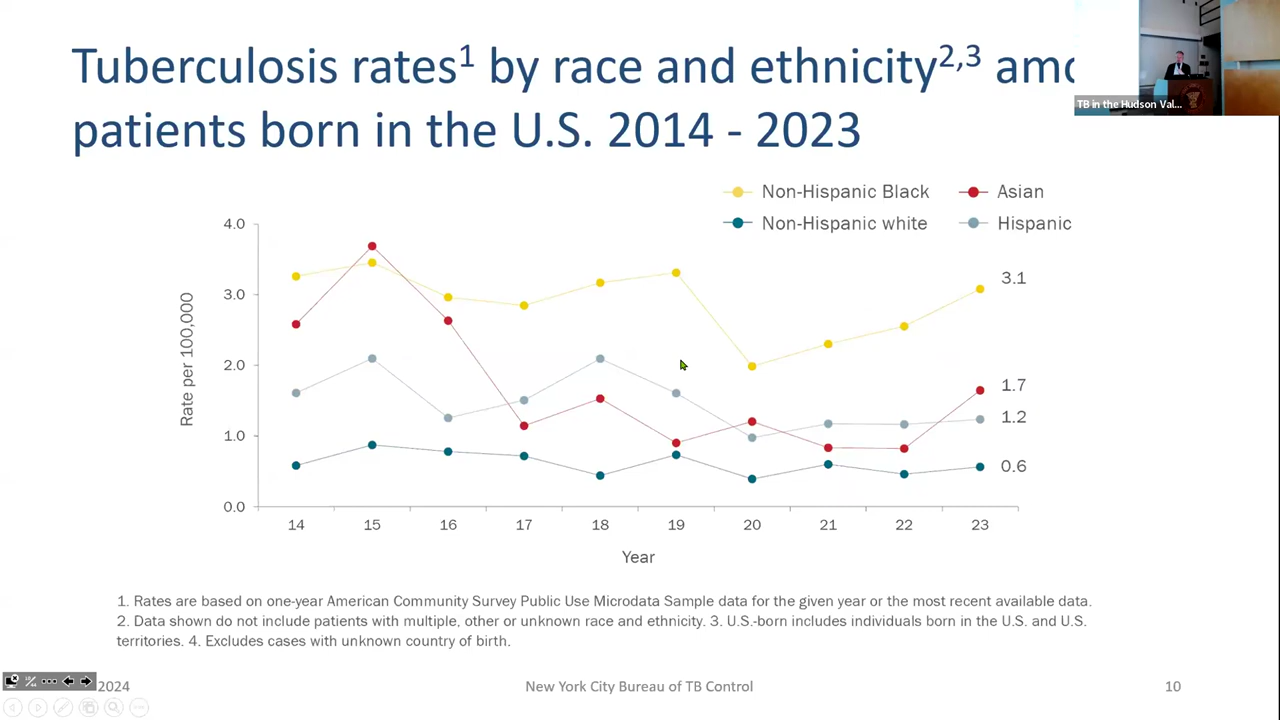 Tuberculosis rates1 by race and ethnicity2,3
patients born in the U.S. 2014 - 2023
TB in the Hudson Val...
Non-Hispanic Black
Asian
Non-Hispanic white
Hispanic
4.0
3.0
2.0
1.0
0.0
Rate per 100,000
3.1
1.7
1.2
0.6
14 15 16 17 18 19 20 21 22 23
Year
1. Rates are based on one-year American Community Survey Public Use Microdata Sample data for the given year or the most recent available data.
2. Data shown do not include patients with multiple, other or unknown race and ethnicity. 3. U.S.-born includes individuals born in the U.S. and U.S.
territories. 4. Excludes cases with unknown country of birth.
2024
New York City Bureau of TB Control
10